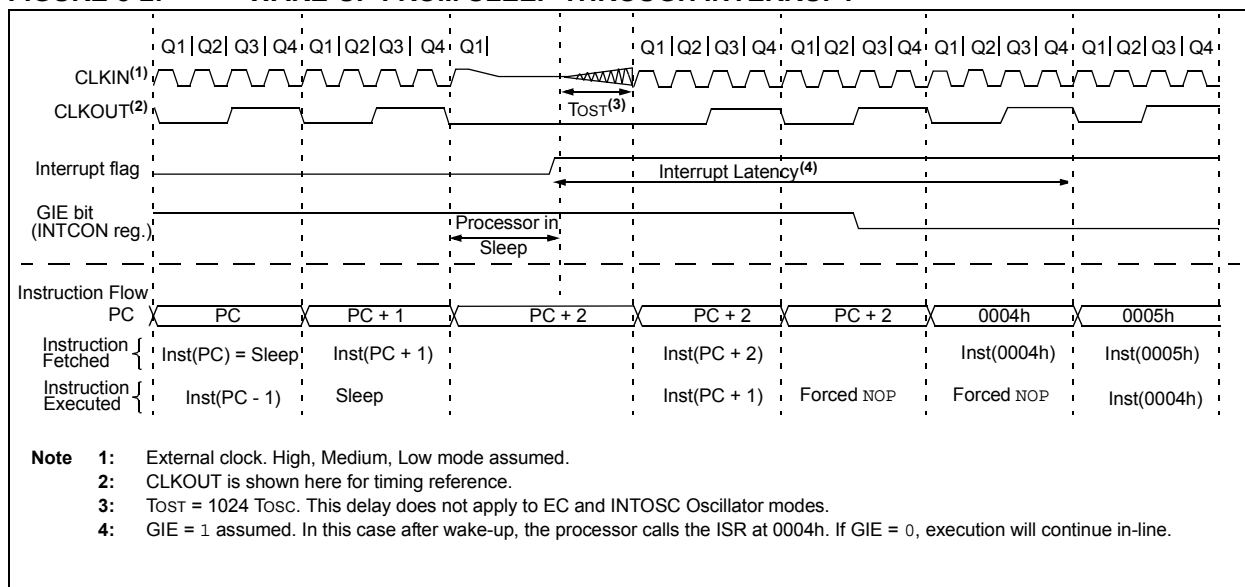 FIGURE 8-2: WAKE-UP FROM SLEEP THROUGH INTERRUPT
Q1 Q2 Q3 Q4 Q1 Q2 Q3 Q4 Q1 Q1 Q2 Q3 Q4 Q1 Q2 Q3 Q4 Q1 Q2 Q3 Q4 Q1 Q2 Q3 Q4
CLKIN(1)
CLKOUT(2)
TOST(3)
Interrupt flag
Interrupt Latency(4)
GIE bit
(INTCON reg.)
Processor in
Sleep
Instruction Flow
PC PC PC + 1 PC + 2 PC + 2 PC + 2 0004h 0005h
Instruction
Fetched
Inst(PC) = Sleep Inst(PC + 1) Inst(PC + 2) Inst(0004h) Inst(0005h)
Instruction
Executed
Inst(PC - 1) Sleep Inst(PC + 1) Forced NOP Forced NOP Inst(0004h)
Note 1: External clock. High, Medium, Low mode assumed.
2: CLKOUT is shown here for timing reference.
3: TOST = 1024 TOSC. This delay does not apply to EC and INTOSC Oscillator modes.
4: GIE = 1 assumed. In this case after wake-up, the processor calls the ISR at 0004h. If GIE = 0, execution will continue in-line.